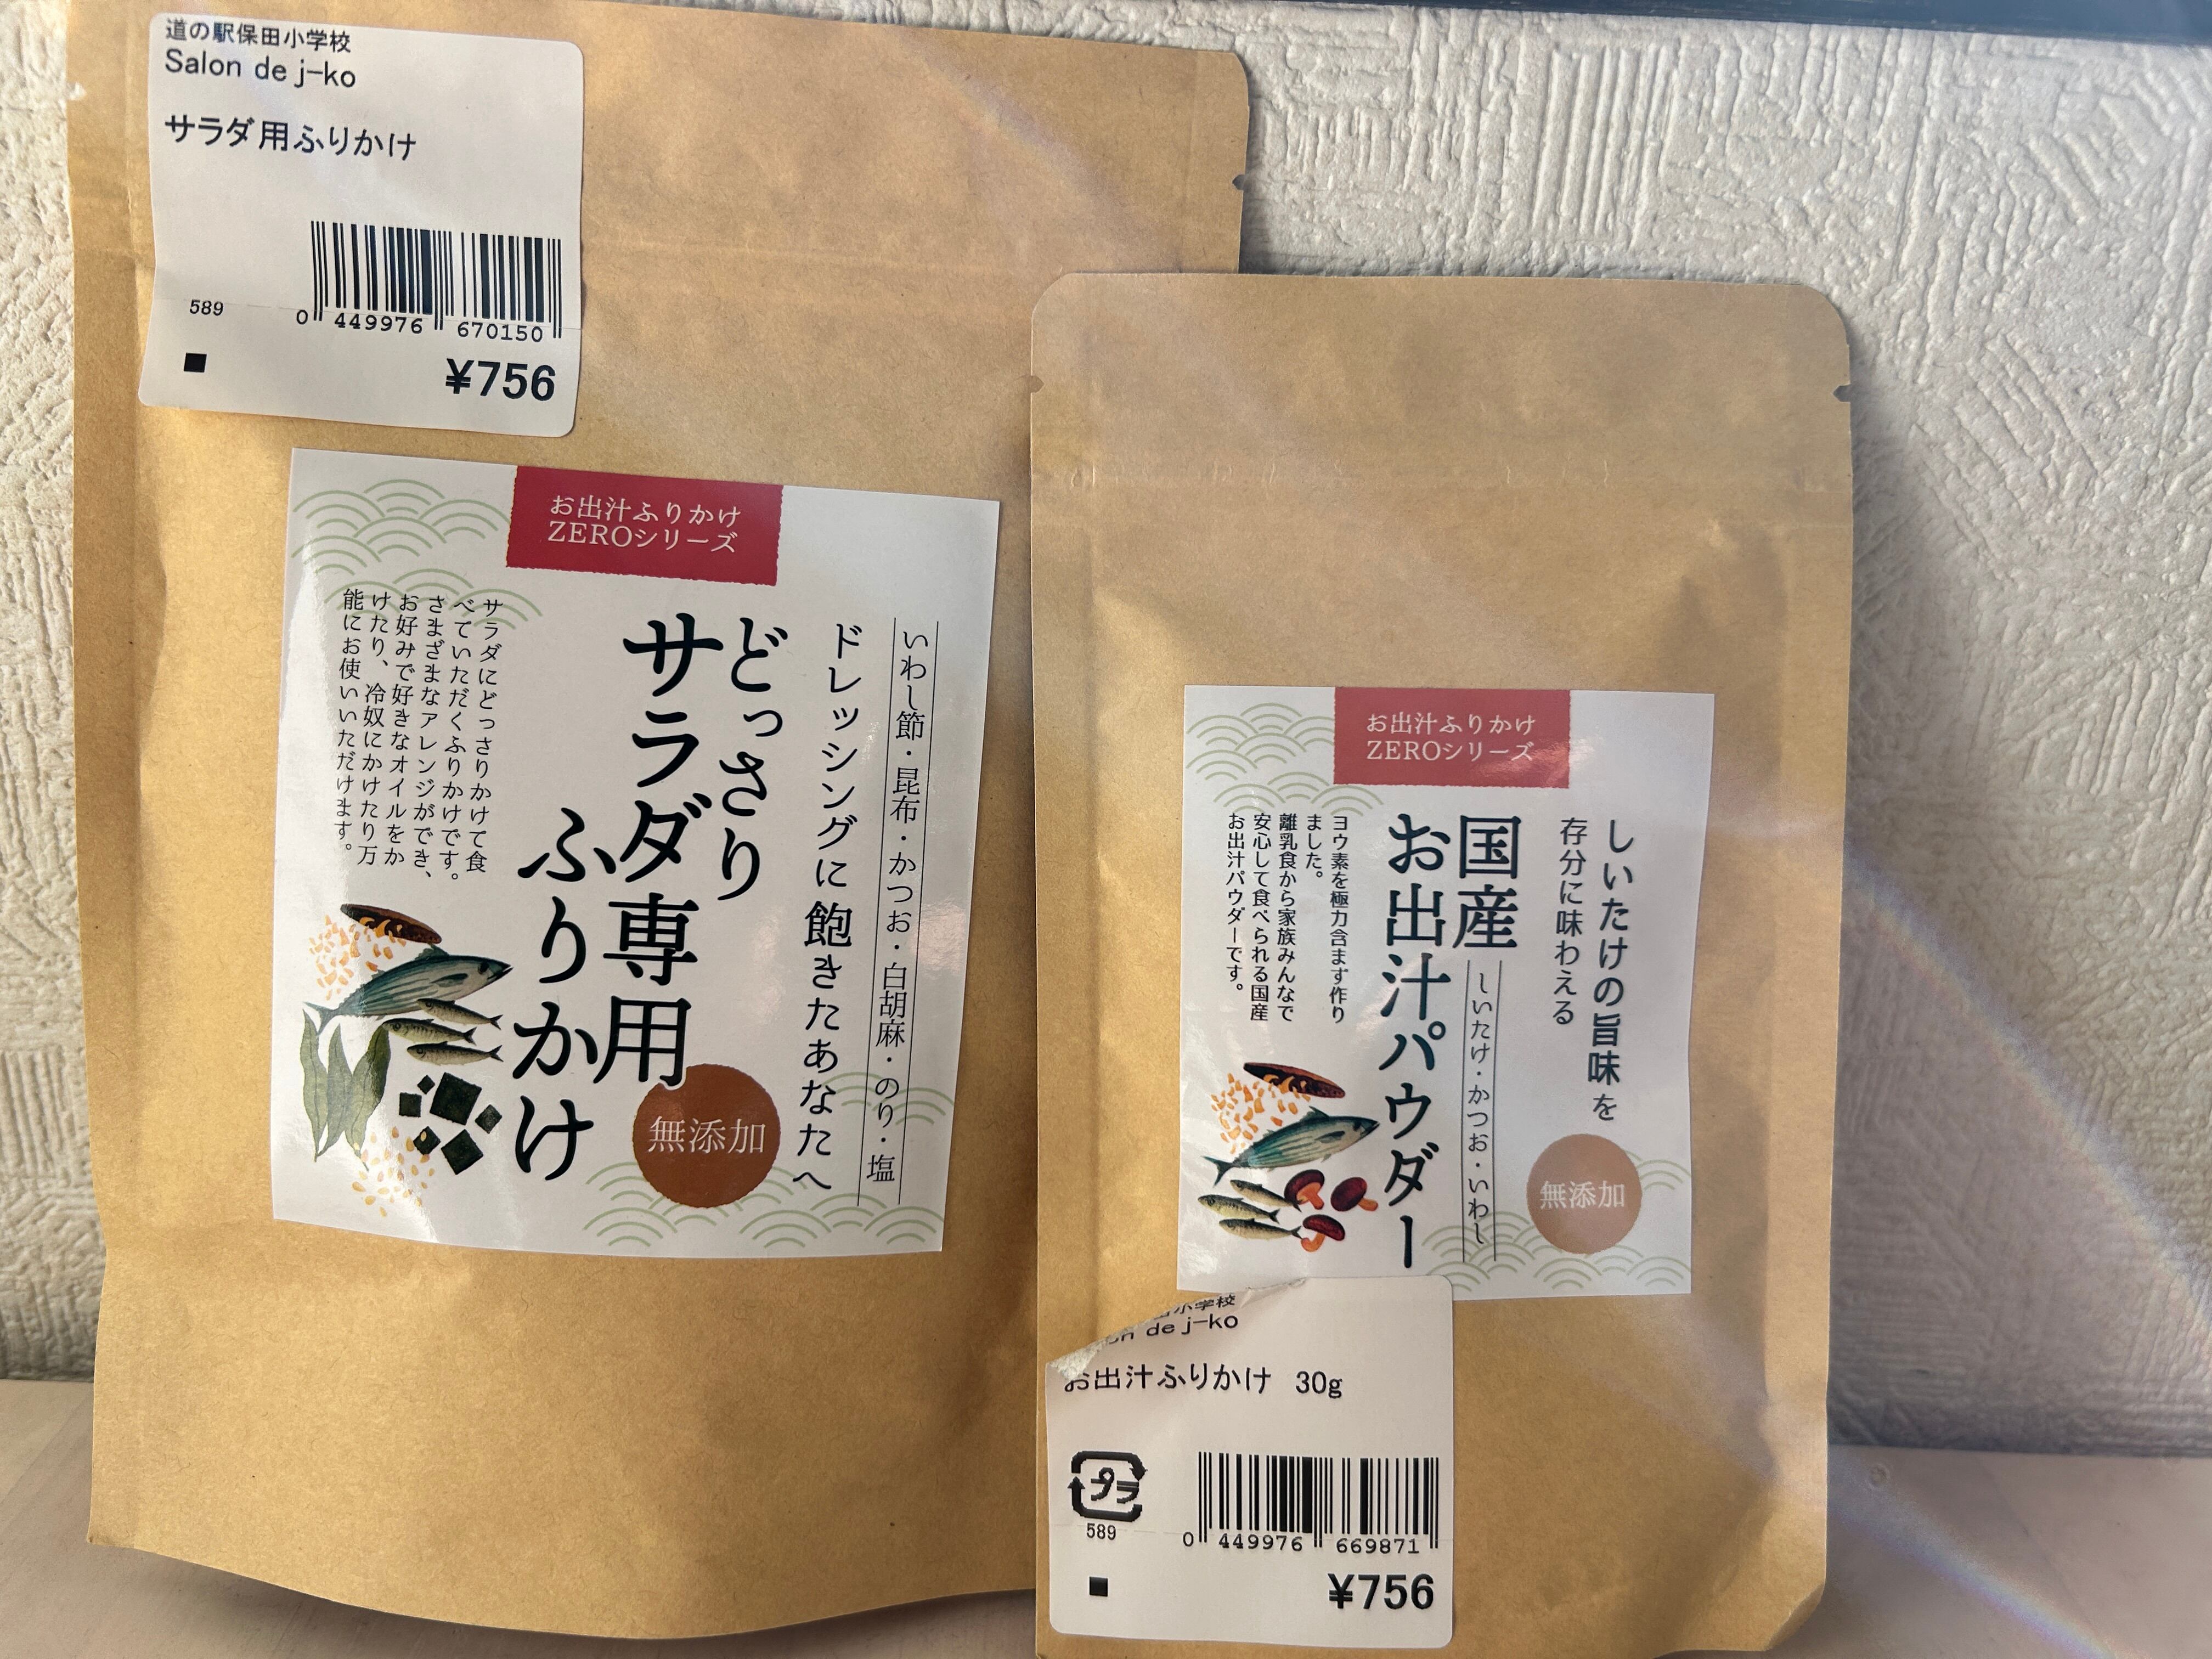 道の駅保田小学校
Salon de j-ko
サラダ用ふりかけ
589
0 449976 670150
¥756
お出汁ふりかけ
ZEROシリーズ
いわし節・昆布・かつお・白胡麻・のり・塩
ドレッシングに飽きたあなたへ
どっさり
サラダ専用
ふりかけ
無添加
サラダにどっさりかけて食
べていただくふりかけです。
さまざまなアレンジができ、
お好みで好きなオイルをか
けたり、冷奴にかけたり万
能にお使いいただけます。
お出汁ふりかけ
ZEROシリーズ
しいたけの旨味を
存分に味わえる
国産
お出汁パウダー
しいたけ・かつお・いわし
無添加
ヨウ素を極力含まず作り
ました。
離乳食から家族みんなで
安心して食べられる国産
お出汁パウダーです。
小学校
de j-ko
お出汁ふりかけ 30g
プラ
589
0 449976 669871
¥756